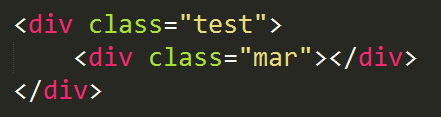 <div class="test">
    <div class="mar"></div>
</div>